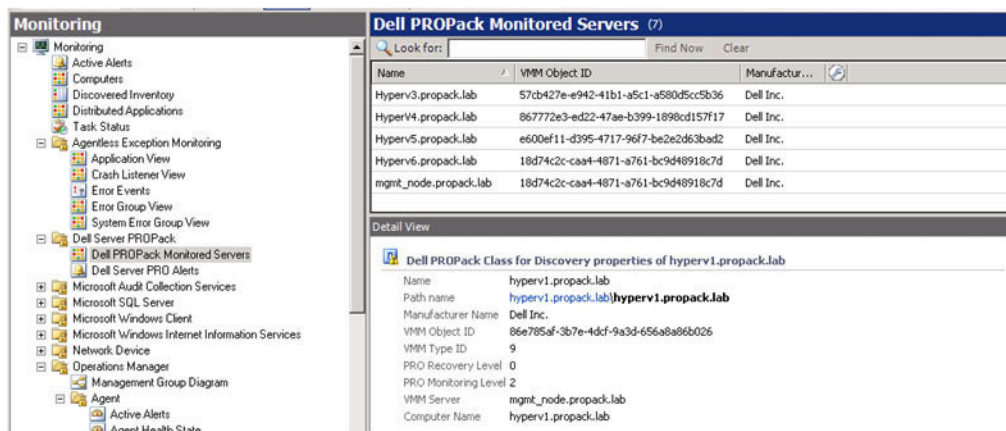 Monitoring
Monitoring
Active Alerts
Computers
Discovered Inventory
Distributed Applications
Task Status
Agentless Exception Monitoring
Application View
Crash Listener View
Error Events
Error Group View
System Error Group View
Dell Server PROPack
Dell PROPack Monitored Servers
Dell Server PRO Alerts
Microsoft Audit Collection Services
Microsoft SQL Server
Microsoft Windows Client
Microsoft Windows Internet Information Services
Network Device
Operations Manager
Management Group Diagram
Agent
Active Alerts
Agent Health State
Dell PROPack Monitored Servers (7)
Look for: Find Now Clear
Name VMM Object ID Manufactur...
Hyperv3.propack.lab 57cb427e-e942-41b1-a5c1-a580d5cc5b36 Dell Inc.
HyperV4.propack.lab 867772e3-ed22-47ae-b399-1898cd157f17 Dell Inc.
Hyperv5.propack.lab e600ef11-d395-4717-96f7-be2e2d63bad2 Dell Inc.
Hyperv6.propack.lab 18d74c2c-caa4-4871-a761-bc9d48918c7d Dell Inc.
mgmt_node.propack.lab 18d74c2c-caa4-4871-a761-bc9d48918c7d Dell Inc.
Detail View
Dell PROPack Class for Discovery properties of hyperv1.propack.lab
Name hyperv1.propack.lab
Path name hyperv1.propack.lab\hyperv1.propack.lab
Manufacturer Name Dell Inc.
VMM Object ID 86e785af-3b7e-4dcf-9a3d-656a8a86b026
VMM Type ID 9
PRO Recovery Level 0
PRO Monitoring Level 2
VMM Server mgmt_node.propack.lab
Computer Name hyperv1.propack.lab